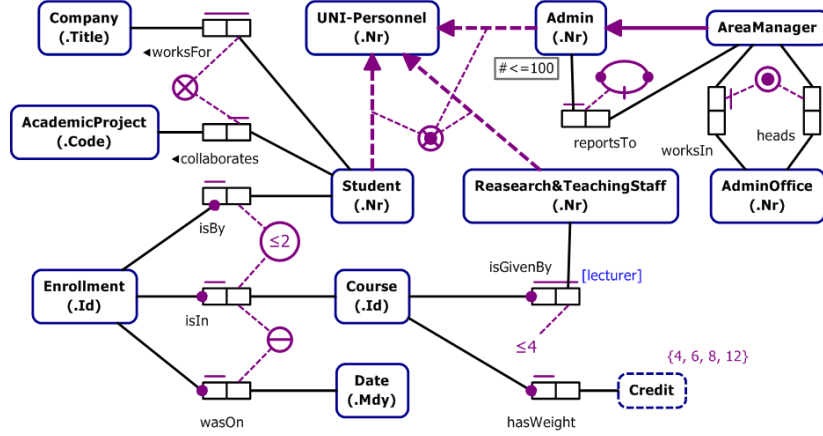 Company
(.Title)
UNI-Personnel
(.Nr)
Admin
(.Nr)
AreaManager
◄worksFor
#<=100
AcademicProject
(.Code)
reportsTo
worksIn
heads
◄collaborates
Student
(.Nr)
Reasearch&TeachingStaff
(.Nr)
AdminOffice
(.Nr)
isBy
≤2
isGivenBy
[lecturer]
Enrollment
(.Id)
Course
(.Id)
isIn
≤4
{4, 6, 8, 12}
Date
(.Mdy)
Credit
wasOn
hasWeight